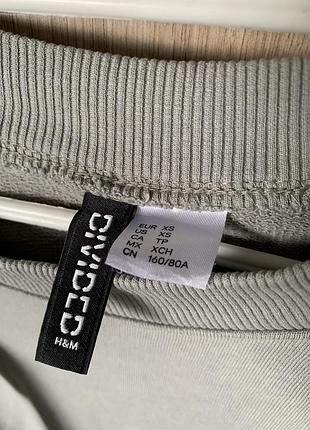 DIVIDED
H&M
EUR XS
US XS
CA TP
MX XCH
CN 160/80A